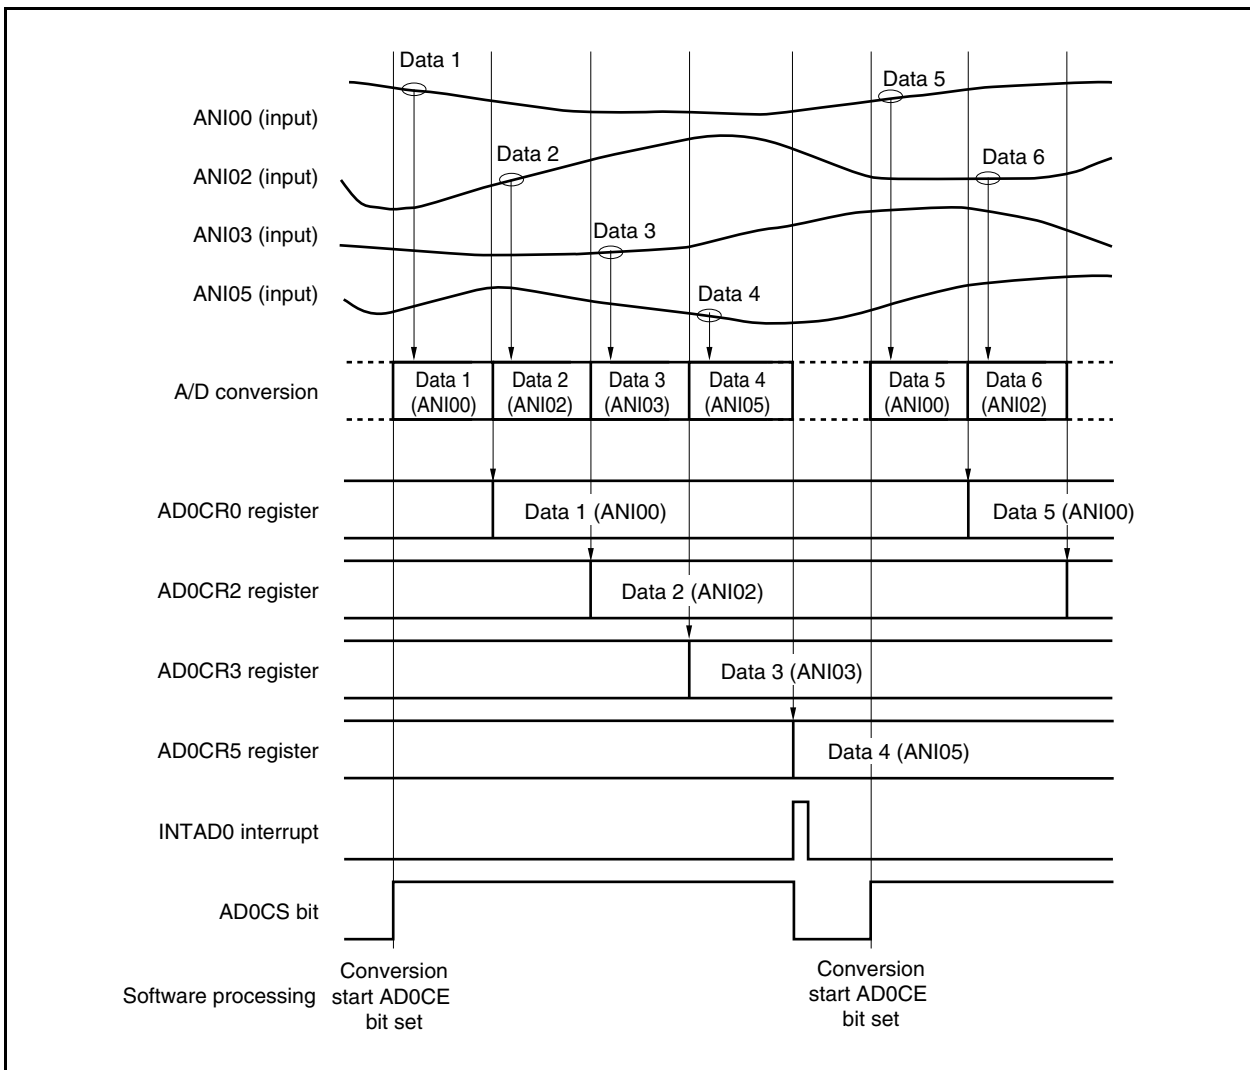 Data 1
Data 5
ANI00 (input)
Data 2
Data 6
ANI02 (input)
Data 3
ANI03 (input)
Data 4
ANI05 (input)
A/D conversion
Data 1
(ANI00)
Data 2
(ANI02)
Data 3
(ANI03)
Data 4
(ANI05)
Data 5
(ANI00)
Data 6
(ANI02)
AD0CR0 register
Data 1 (ANI00)
Data 5 (ANI00)
AD0CR2 register
Data 2 (ANI02)
AD0CR3 register
Data 3 (ANI03)
AD0CR5 register
Data 4 (ANI05)
INTAD0 interrupt
AD0CS bit
Software processing
Conversion
start AD0CE
bit set
Conversion
start AD0CE
bit set